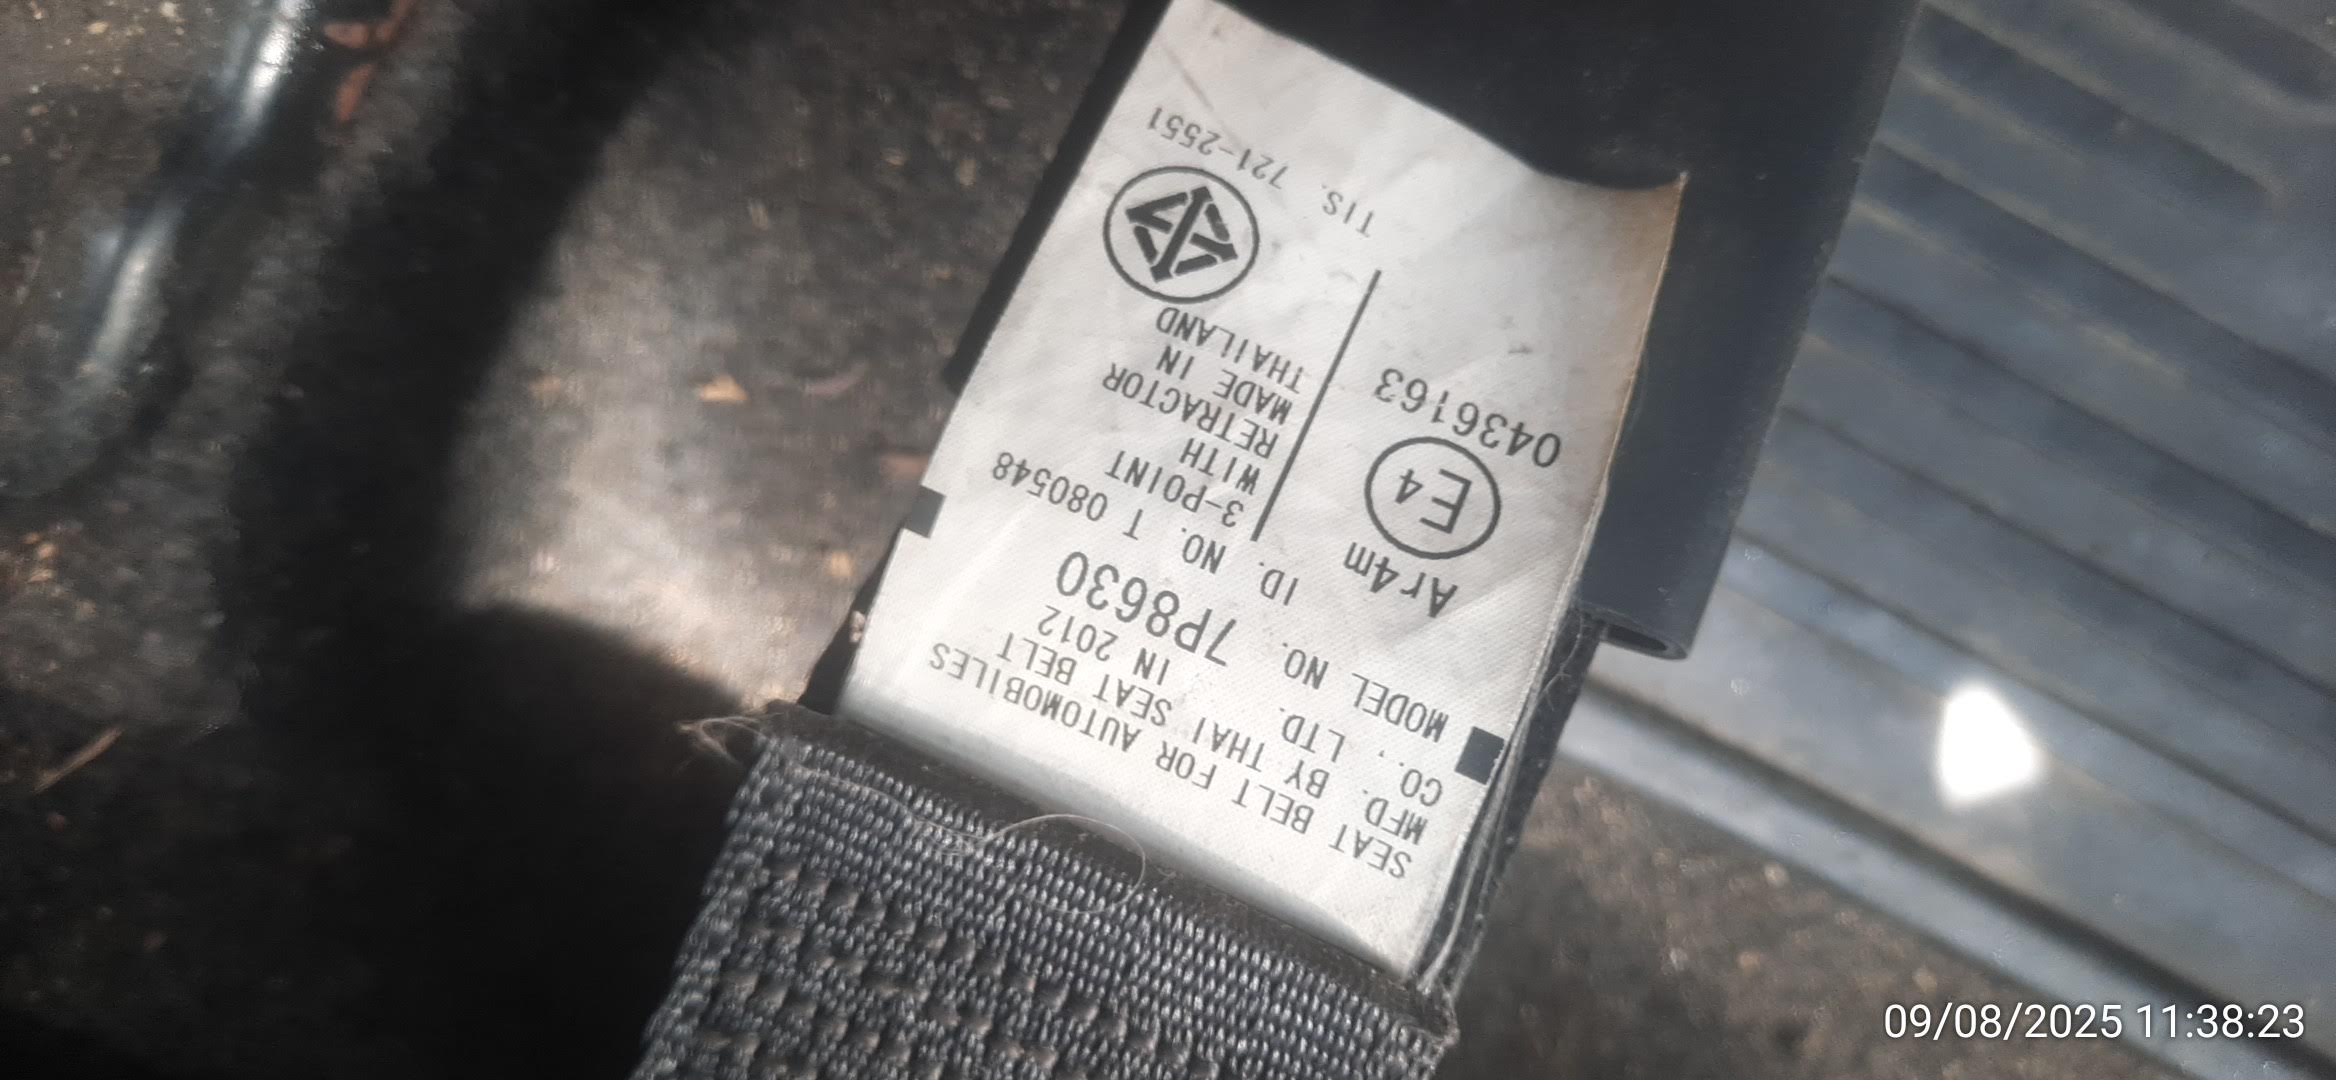 SEAT BELT FOR AUTOMOBILES
MFD. BY THAI SEAT BELT
CO., LTD. IN 2012
MODEL NO. 7P8630
ID. NO. T 080548
Ar4m
E4
0436163
3-POINT
WITH
RETRACTOR
MADE IN
THAILAND
TIS. 721-2551
09/08/2025 11:38:23